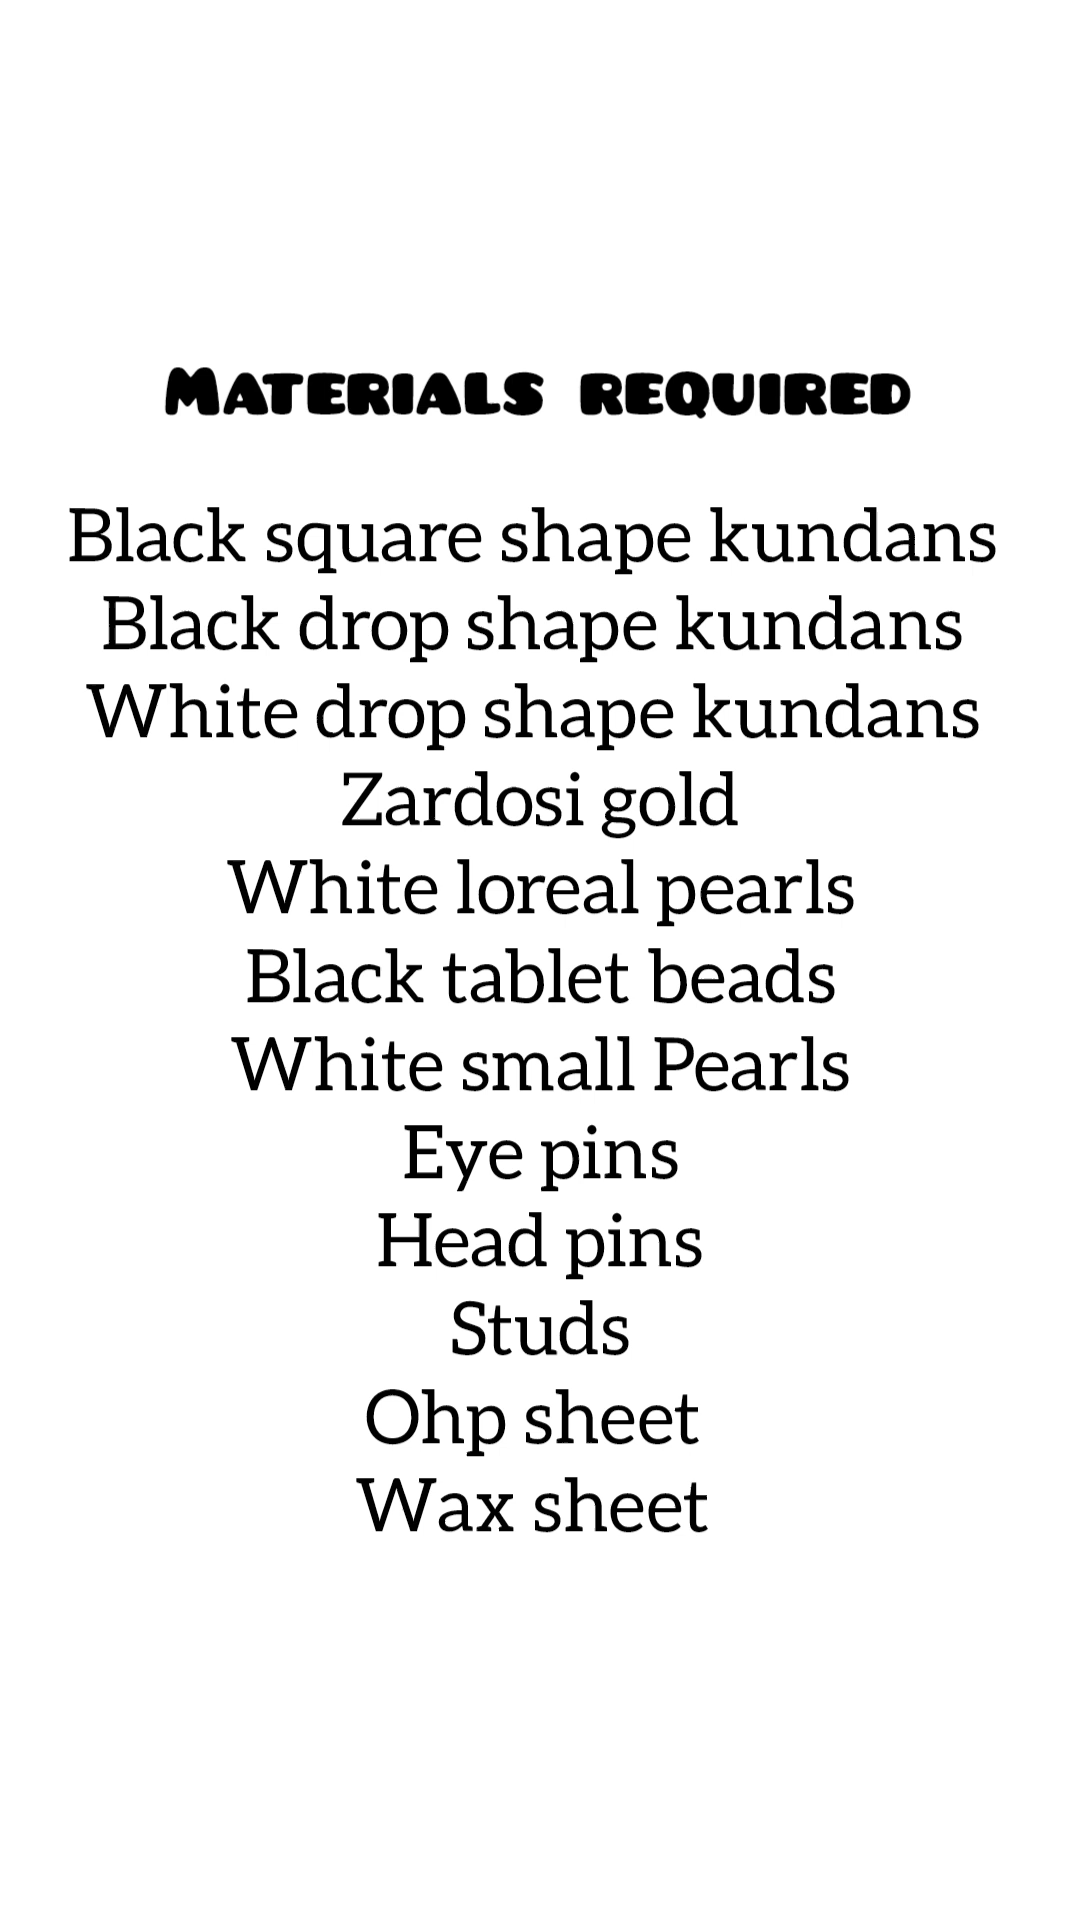 Materials required
Black square shape kundans
Black drop shape kundans
White drop shape kundans
Zardosi gold
White loreal pearls
Black tablet beads
White small Pearls
Eye pins
Head pins
Studs
Ohp sheet
Wax sheet